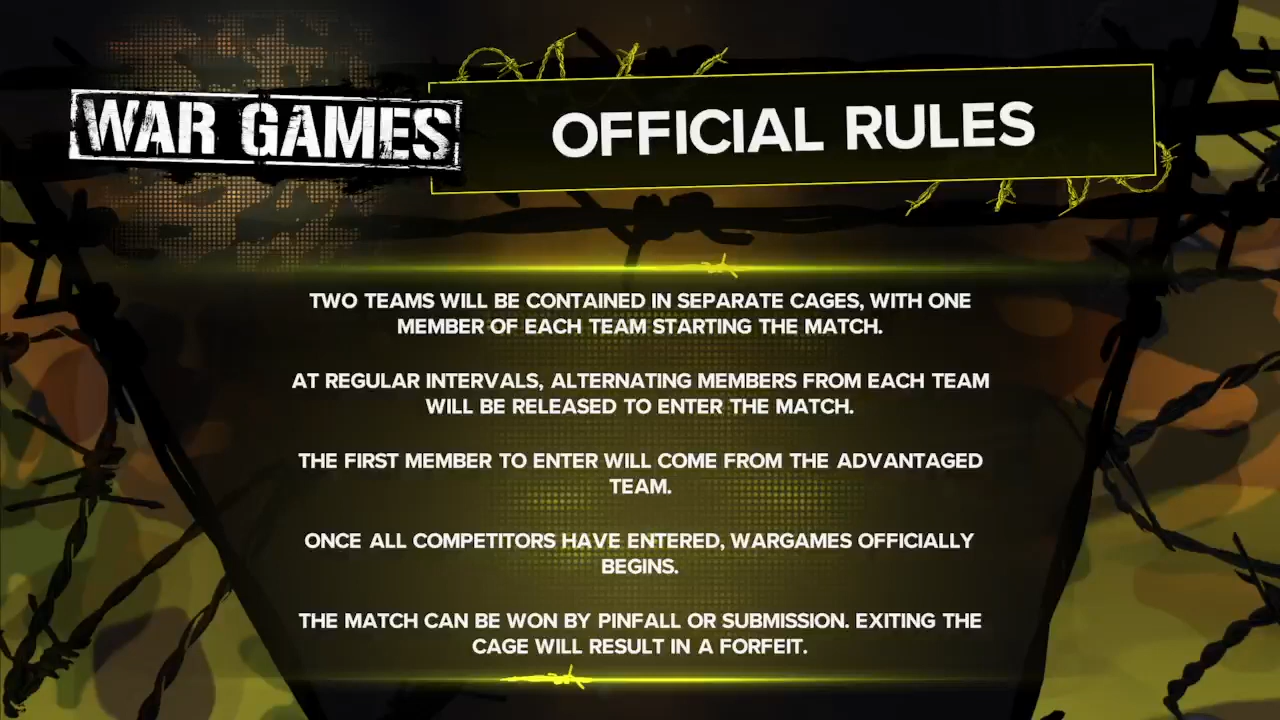 WAR GAMES
OFFICIAL RULES
TWO TEAMS WILL BE CONTAINED IN SEPARATE CAGES, WITH ONE
MEMBER OF EACH TEAM STARTING THE MATCH.
AT REGULAR INTERVALS, ALTERNATING MEMBERS FROM EACH TEAM
WILL BE RELEASED TO ENTER THE MATCH.
THE FIRST MEMBER TO ENTER WILL COME FROM THE ADVANTAGED
TEAM.
ONCE ALL COMPETITORS HAVE ENTERED, WARGAMES OFFICIALLY
BEGINS.
THE MATCH CAN BE WON BY PINFALL OR SUBMISSION. EXITING THE
CAGE WILL RESULT IN A FORFEIT.